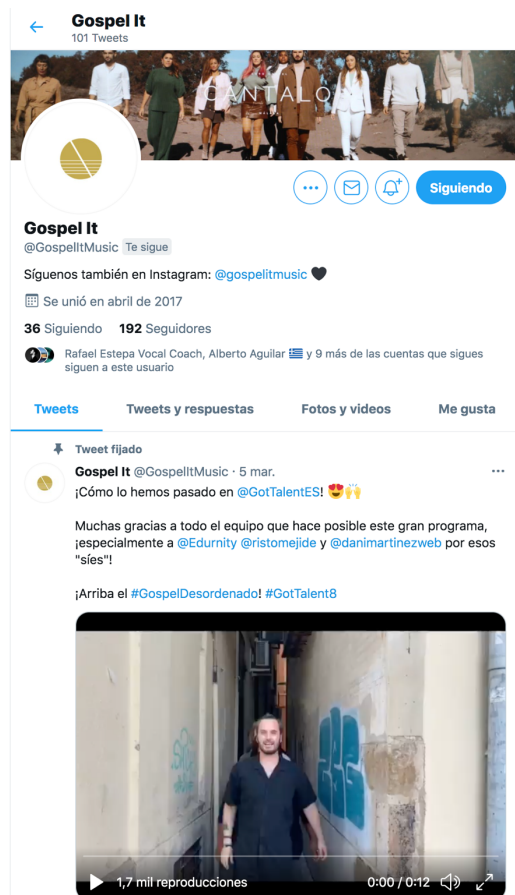 Gospel It
101 Tweets
CANTALO
Siguiendo
Gospel It
@GospelItMusic Te sigue
Síguenos también en Instagram: @gospelitmusic 🖤
Se unió en abril de 2017
36 Siguiendo 192 Seguidores
Rafael Estepa Vocal Coach, Alberto Aguilar 🇬🇷 y 9 más de las cuentas que sigues
siguen a este usuario
Tweets Tweets y respuestas Fotos y videos Me gusta
Tweet fijado
Gospel It @GospelItMusic · 5 mar.
¡Cómo lo hemos pasado en @GotTalentES! 😍🙌
Muchas gracias a todo el equipo que hace posible este gran programa,
¡especialmente a @Edurnity @ristomejide y @danimartinezweb por esos
"síes"!
¡Arriba el #GospelDesordenado! #GotTalent8
1,7 mil reproducciones 0:00 / 0:12